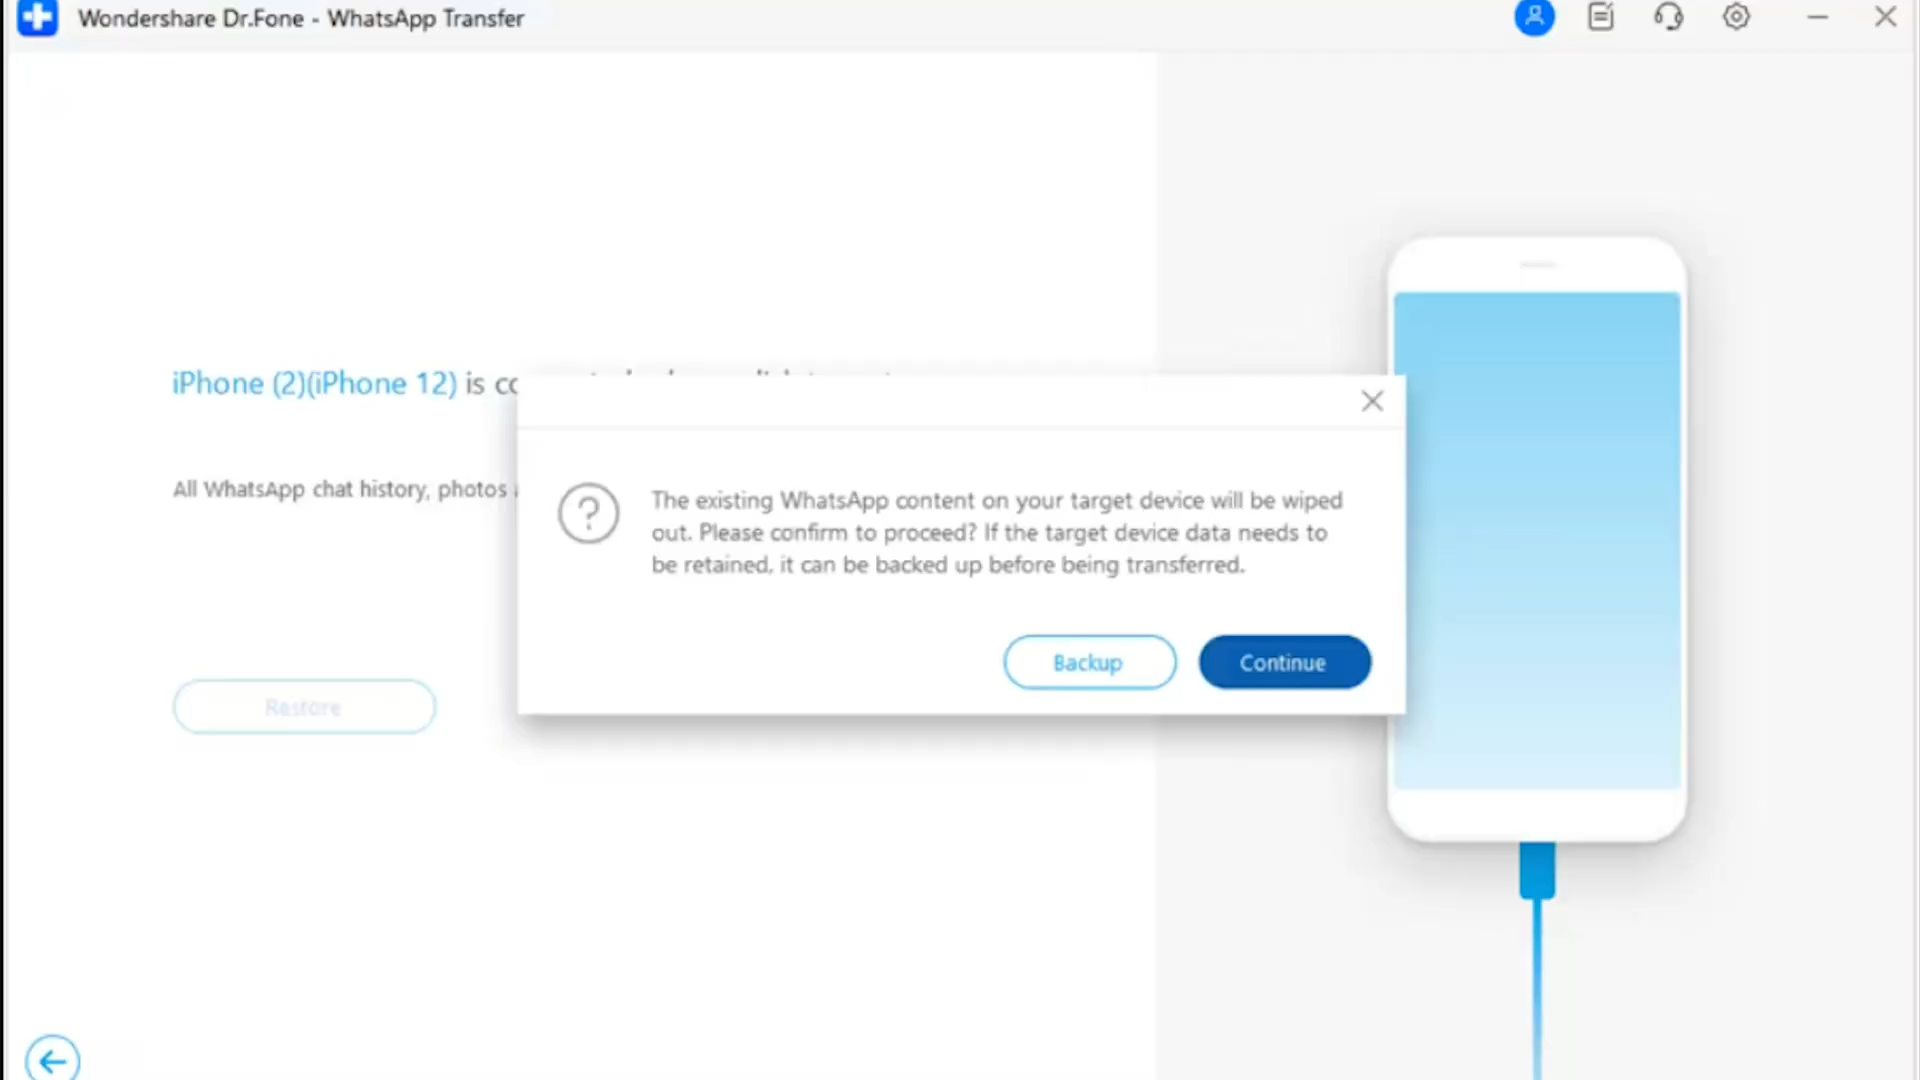 Wondershare Dr.Fone - WhatsApp Transfer
iPhone (2)(iPhone 12) is
All WhatsApp chat history, photos
The existing WhatsApp content on your target device will be wiped
out. Please confirm to proceed? If the target device data needs to
be retained, it can be backed up before being transferred.
Backup
Continue
Restore